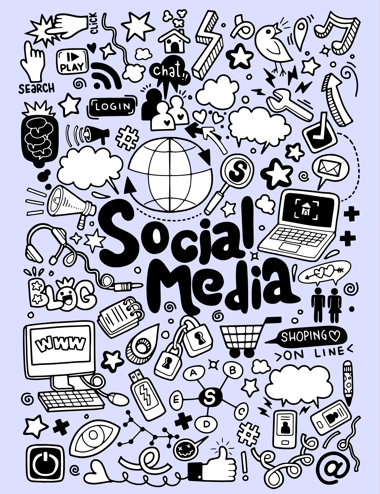 CLICK
PLAY
SEARCH
chat,
LOGIN
#
S
Social
Media
BLOG
WWW
SHOPING
>ON LINE<
A
B
E
S
C
D
#
@